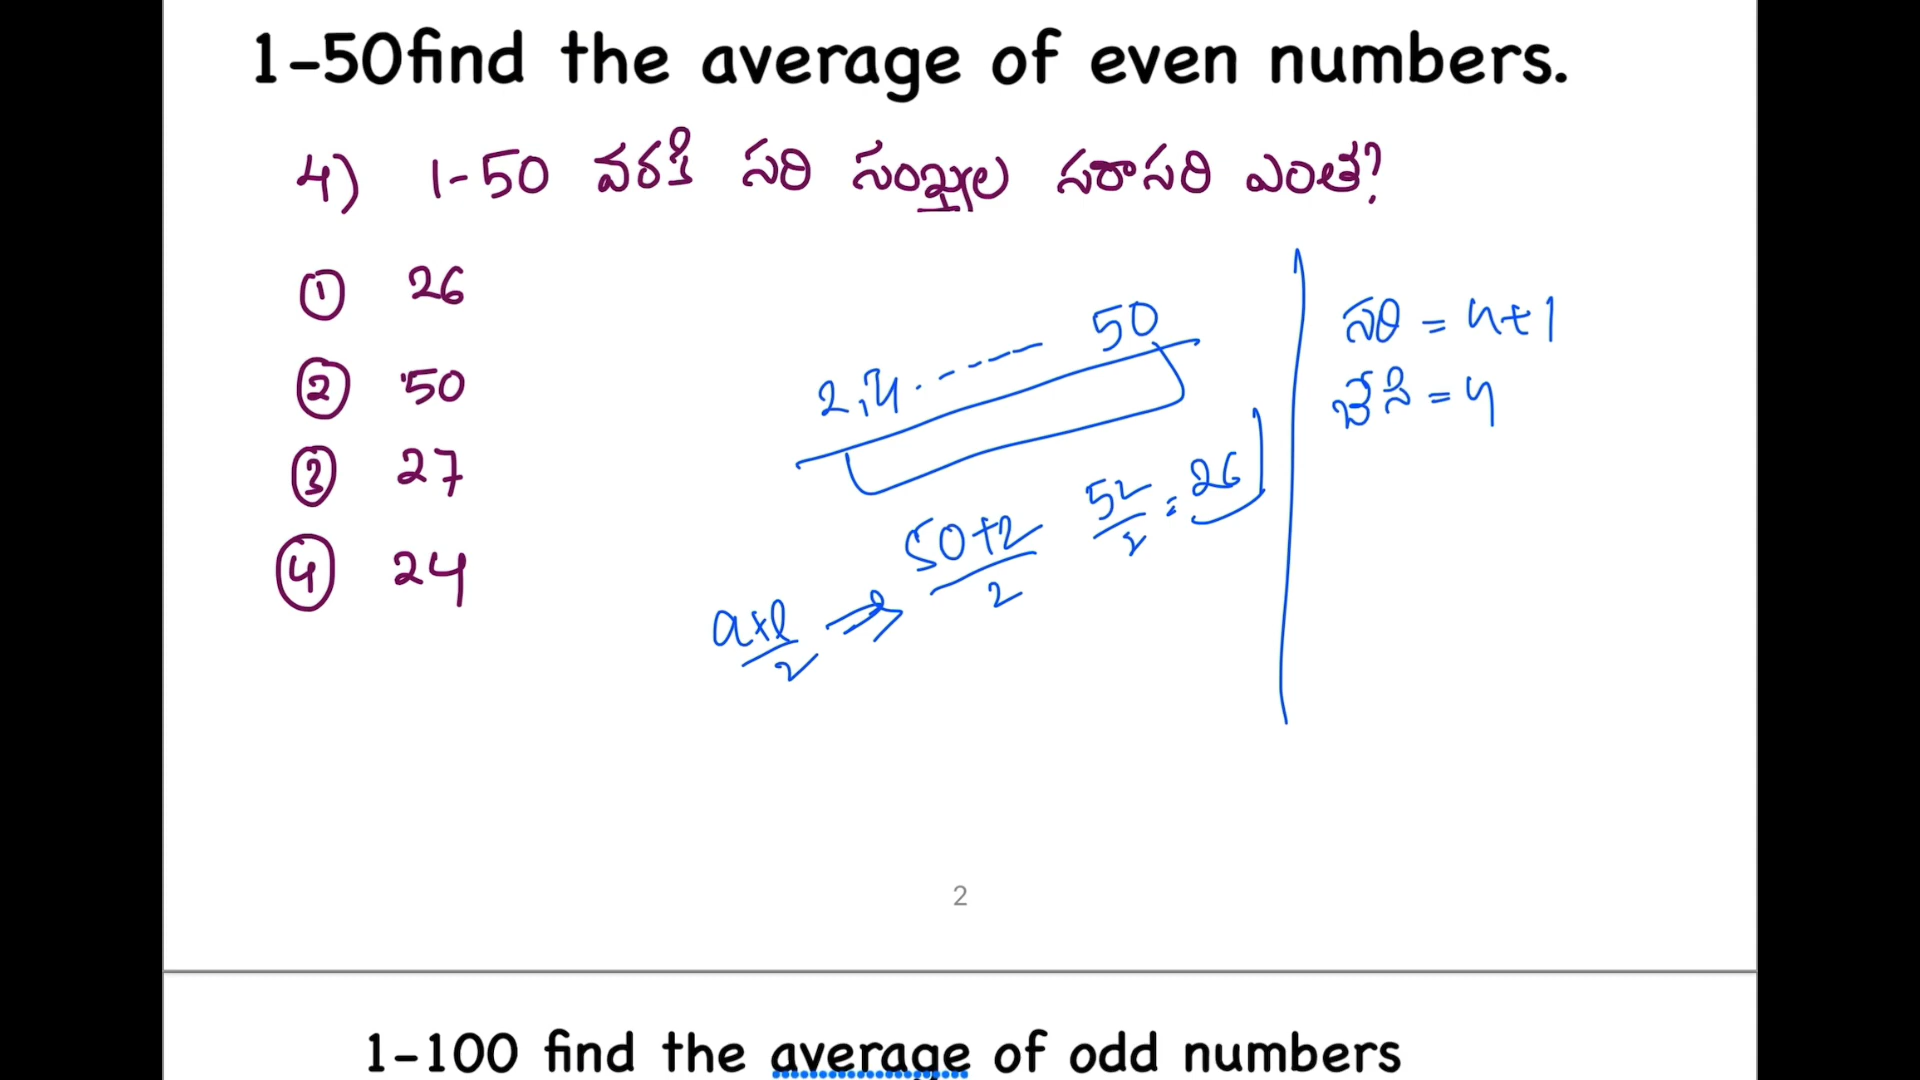 1-50find the average of even numbers.
4) 1-50 వరకి సరి సంఖ్యల సరాసరి ఎంత?
① 26
② 50
③ 27
④ 24
2,4 ------ 50
a+l/2 ⇒ 50+2/2 52/2 = 26
సరి = n+1
బేసి = n
2
1-100 find the average of odd numbers